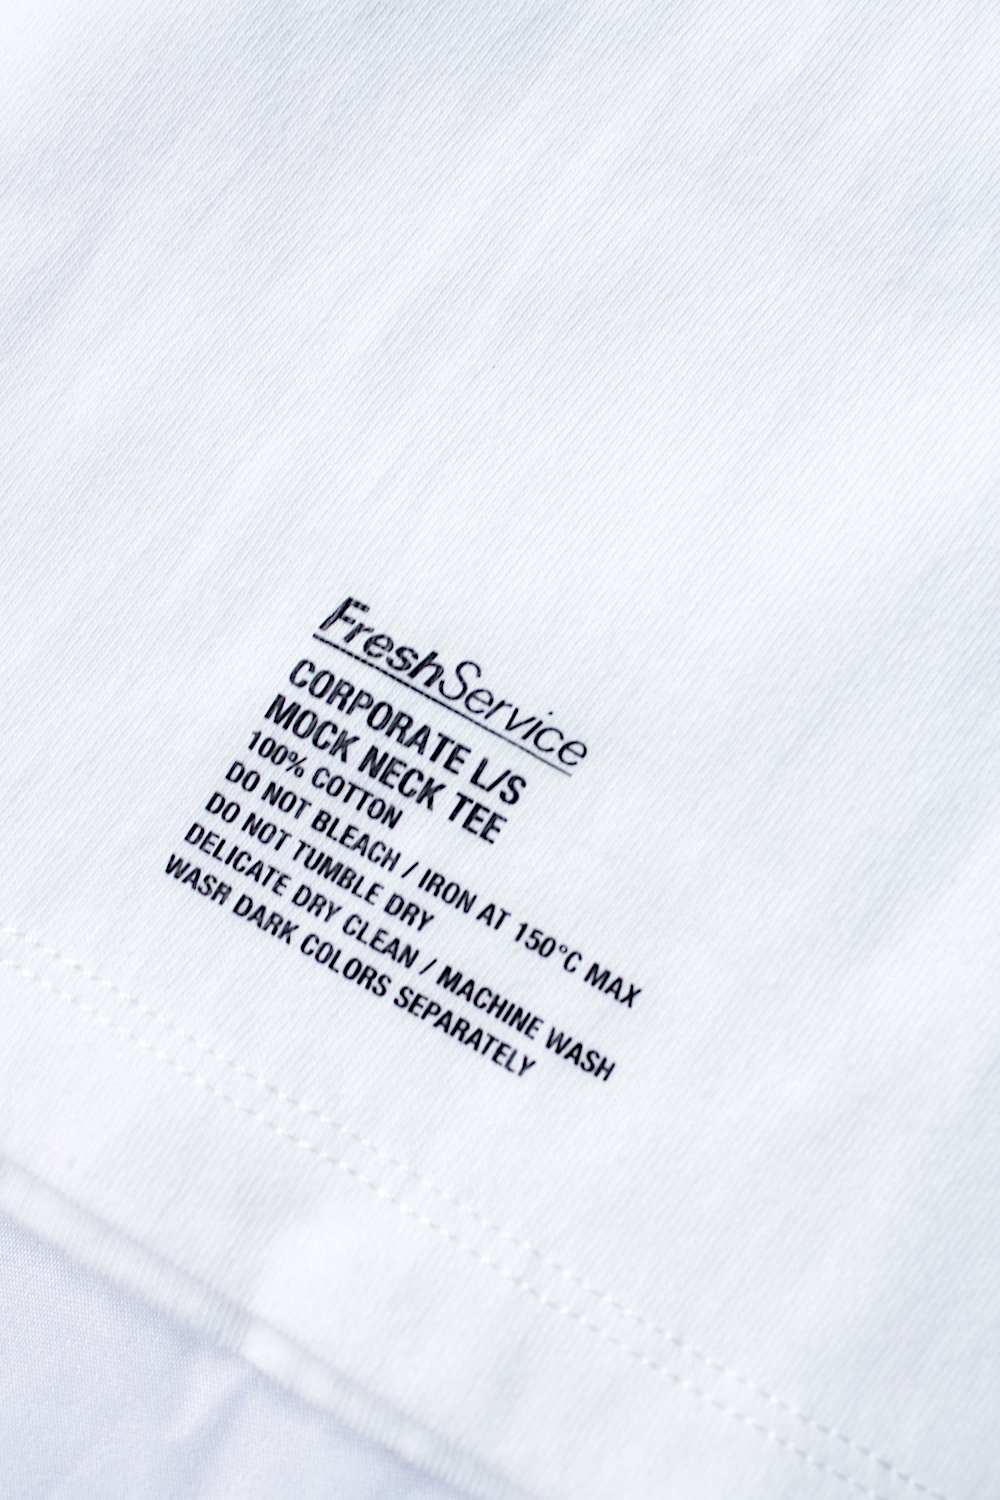 FreshService
CORPORATE L/S
MOCK NECK TEE
100% COTTON
DO NOT BLEACH / IRON AT 150°C MAX
DO NOT TUMBLE DRY
DELICATE DRY CLEAN / MACHINE WASH
WASH DARK COLORS SEPARATELY